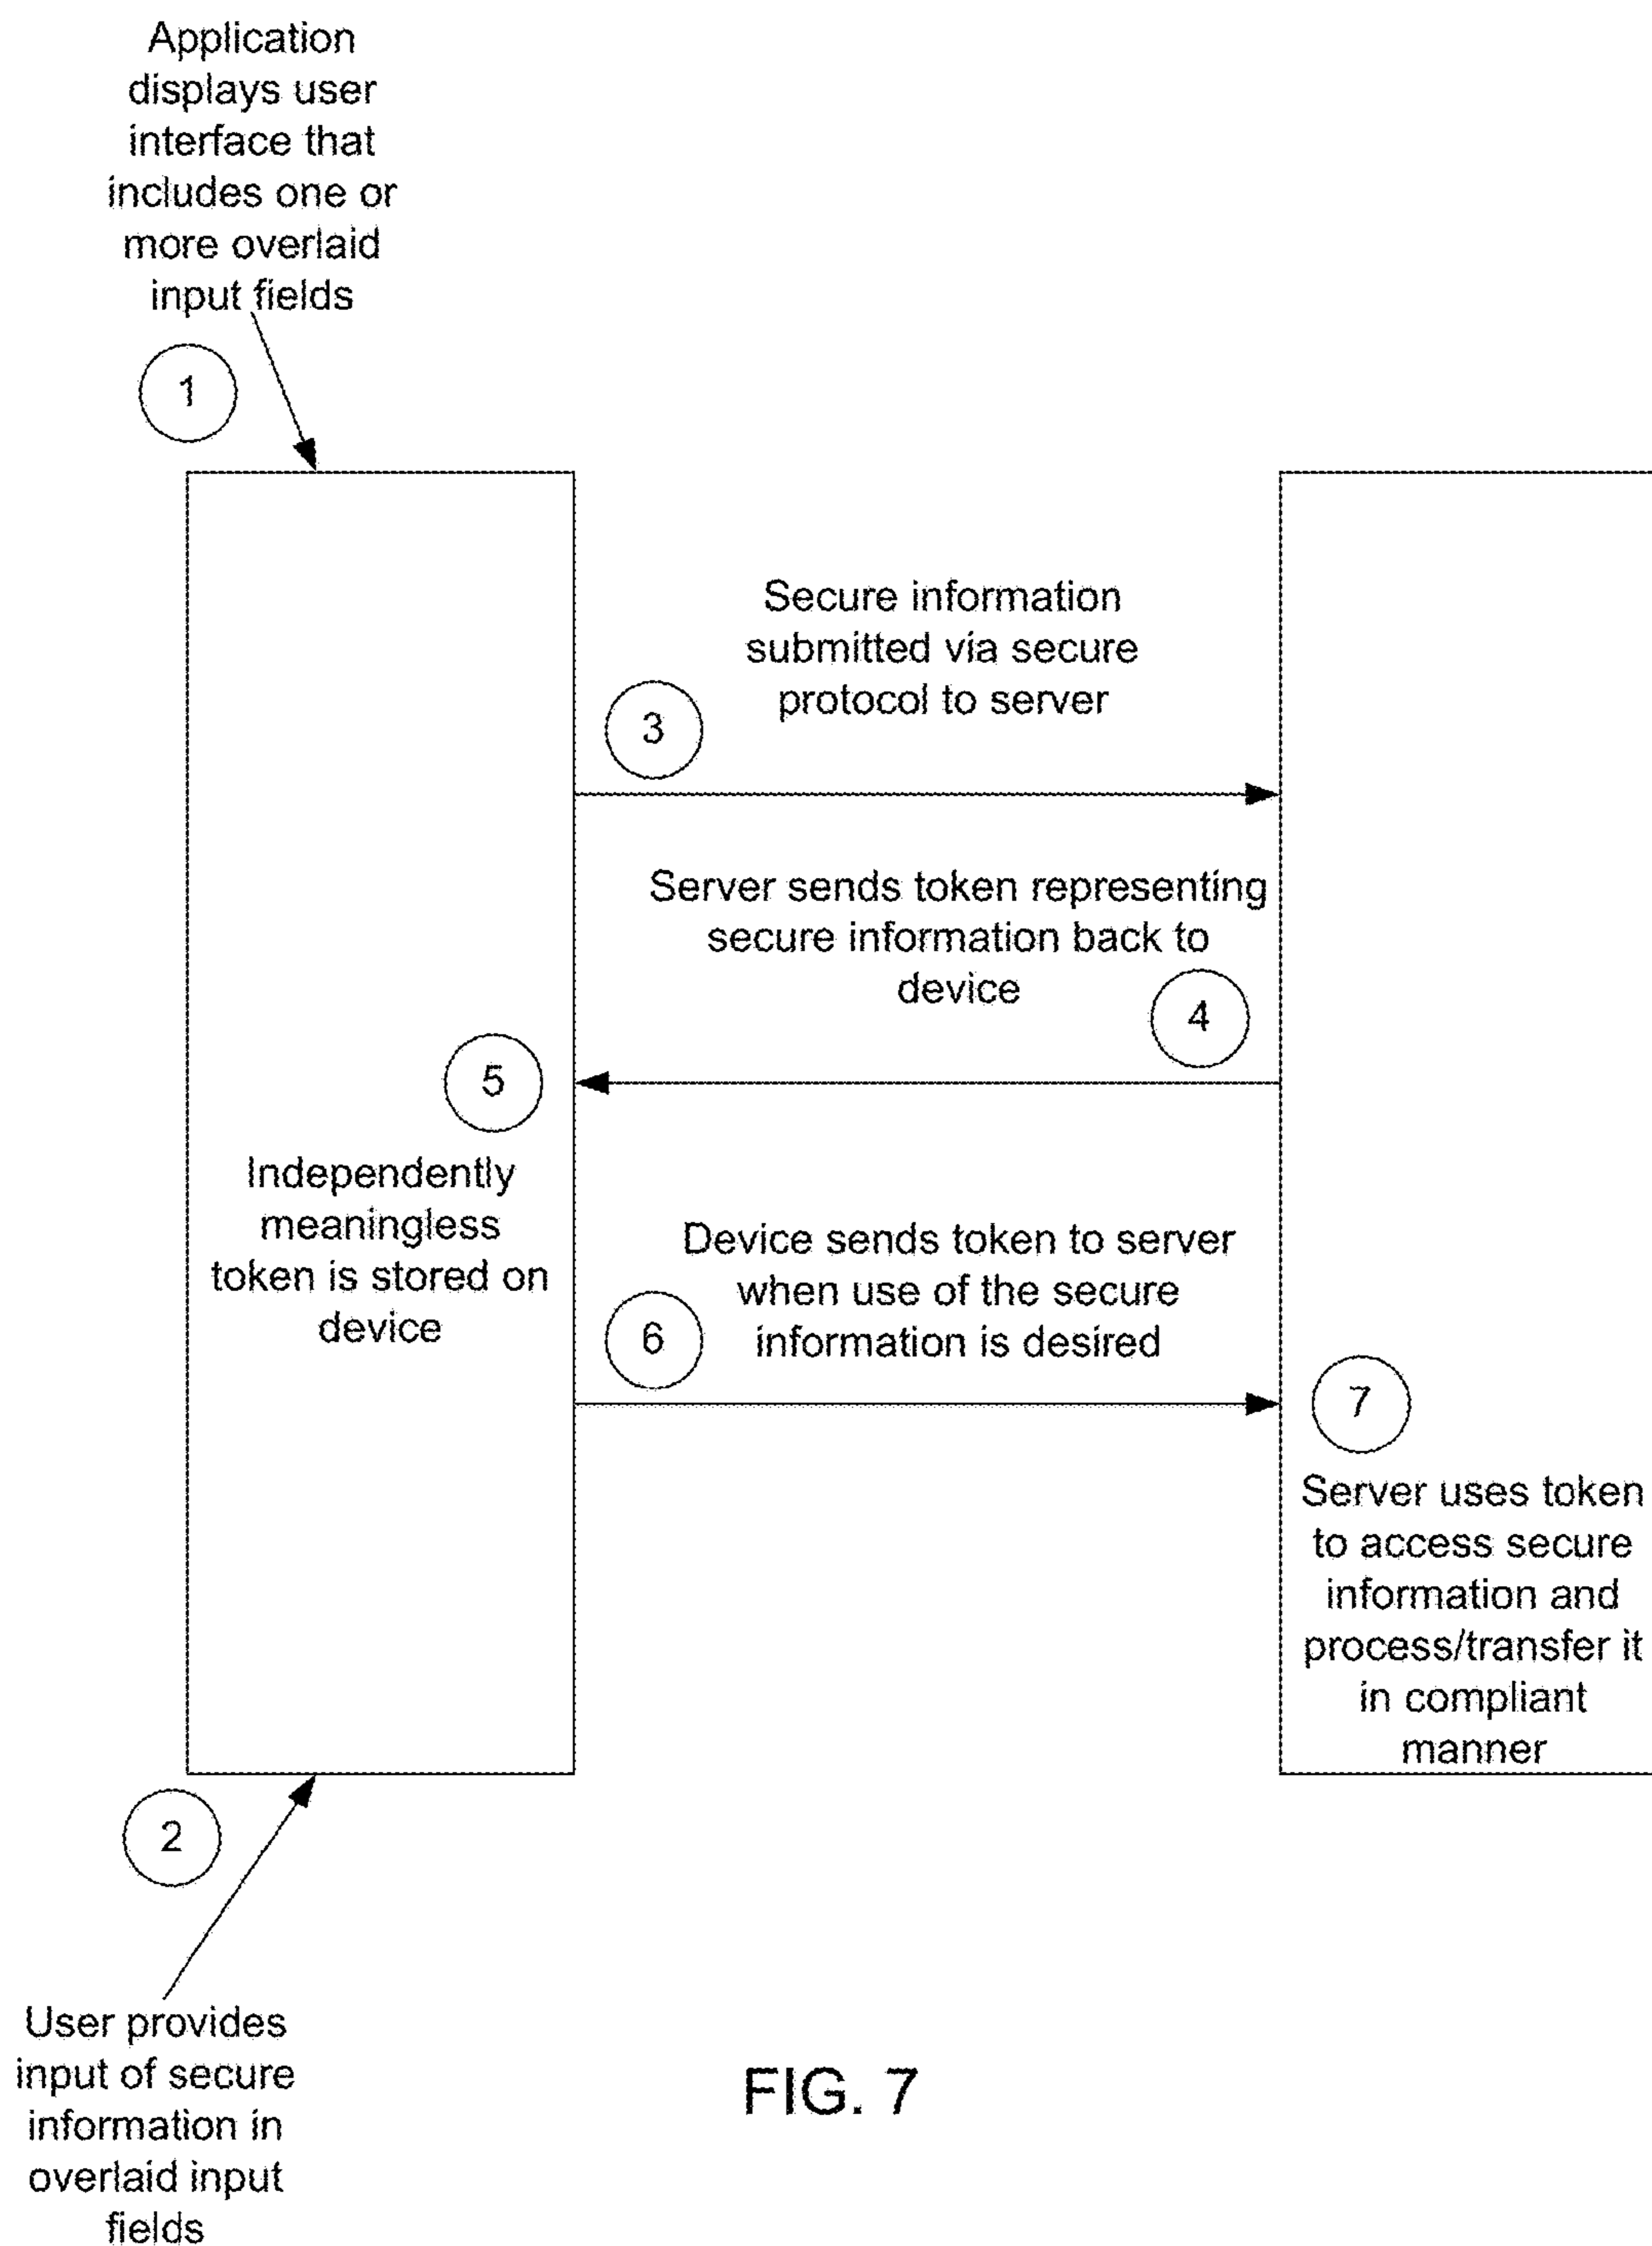 Application
displays user
interface that
includes one or
more overlaid
input fields
1
Secure information
submitted via secure
protocol to server
3
Server sends token representing
secure information back to
device
4
5
Independently
meaningless
token is stored on
device
Device sends token to server
when use of the secure
information is desired
6
7
Server uses token
to access secure
information and
process/transfer it
in compliant
manner
2
User provides
input of secure
information in
overlaid input
fields
FIG. 7